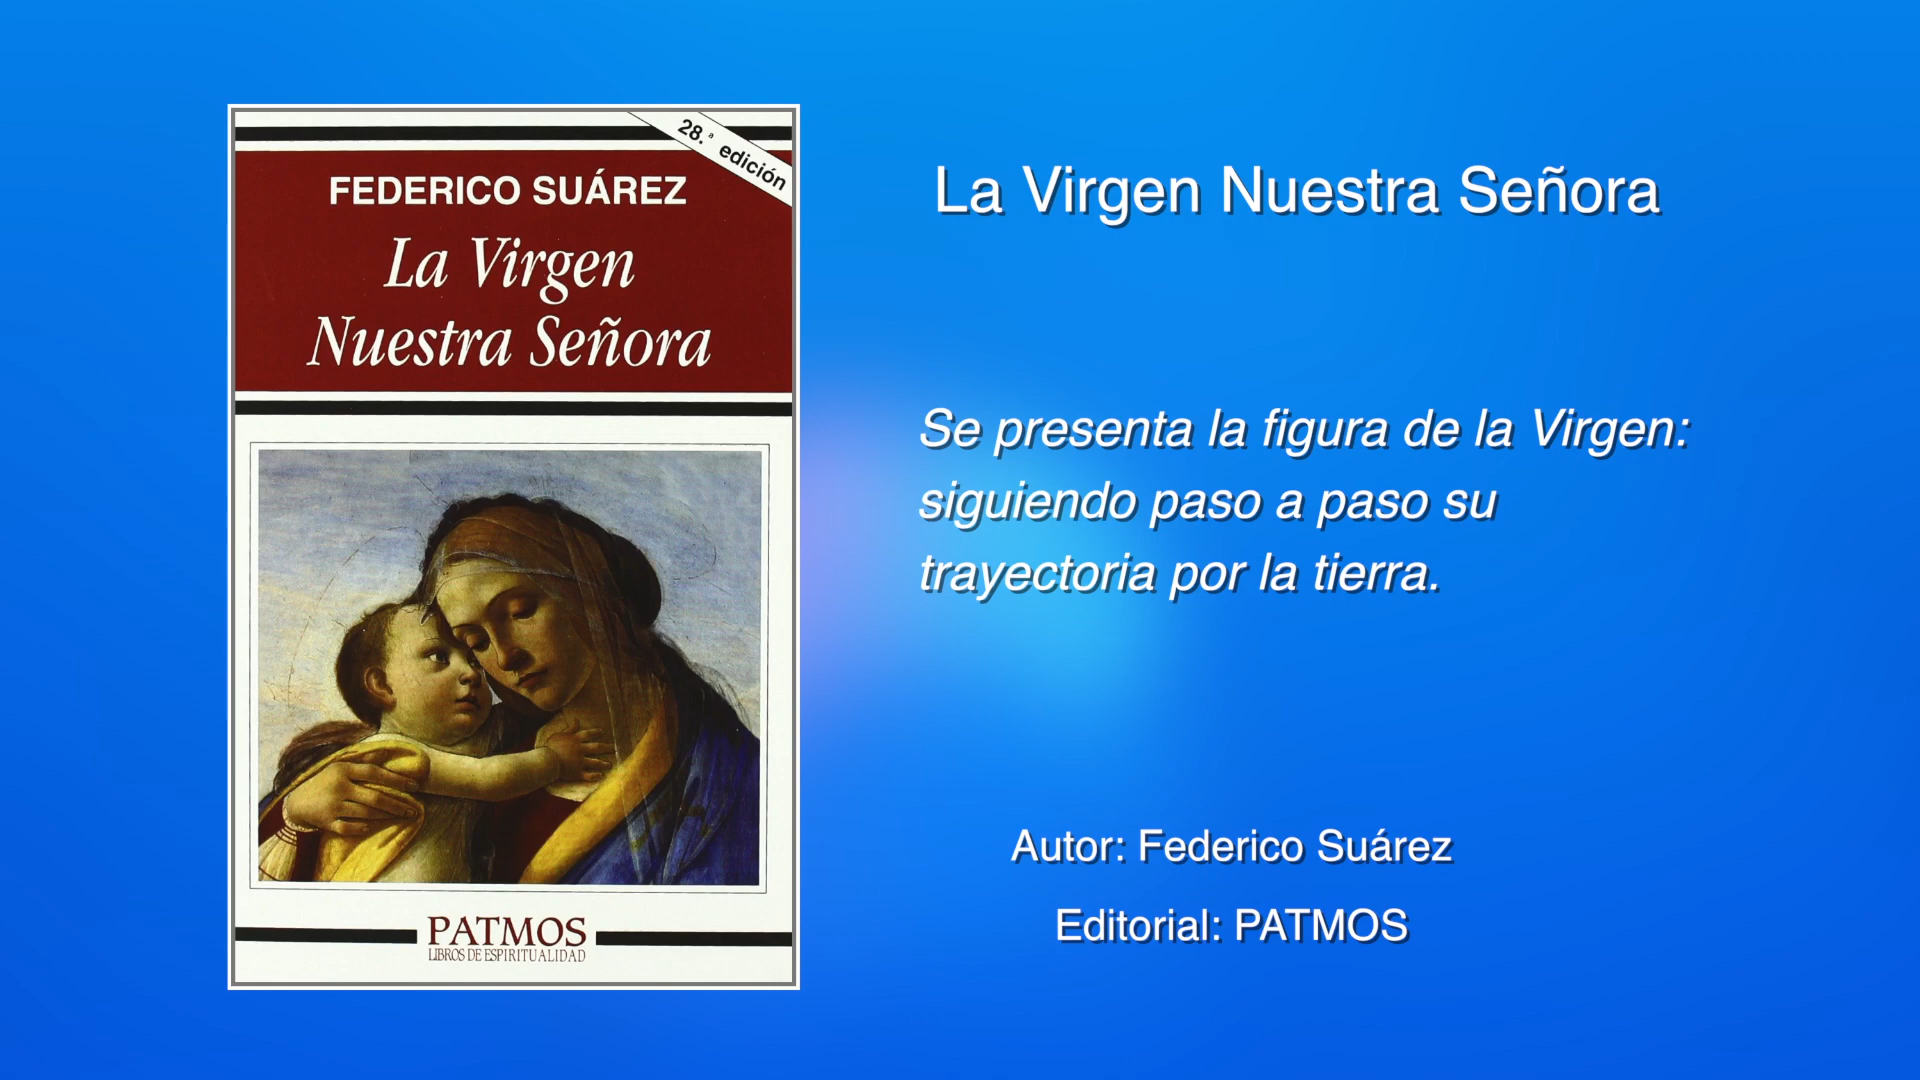 28.ª edición
FEDERICO SUÁREZ
La Virgen
Nuestra Señora
PATMOS
LIBROS DE ESPIRITUALIDAD
La Virgen Nuestra Señora
Se presenta la figura de la Virgen:
siguiendo paso a paso su
trayectoria por la tierra.
Autor: Federico Suárez
Editorial: PATMOS